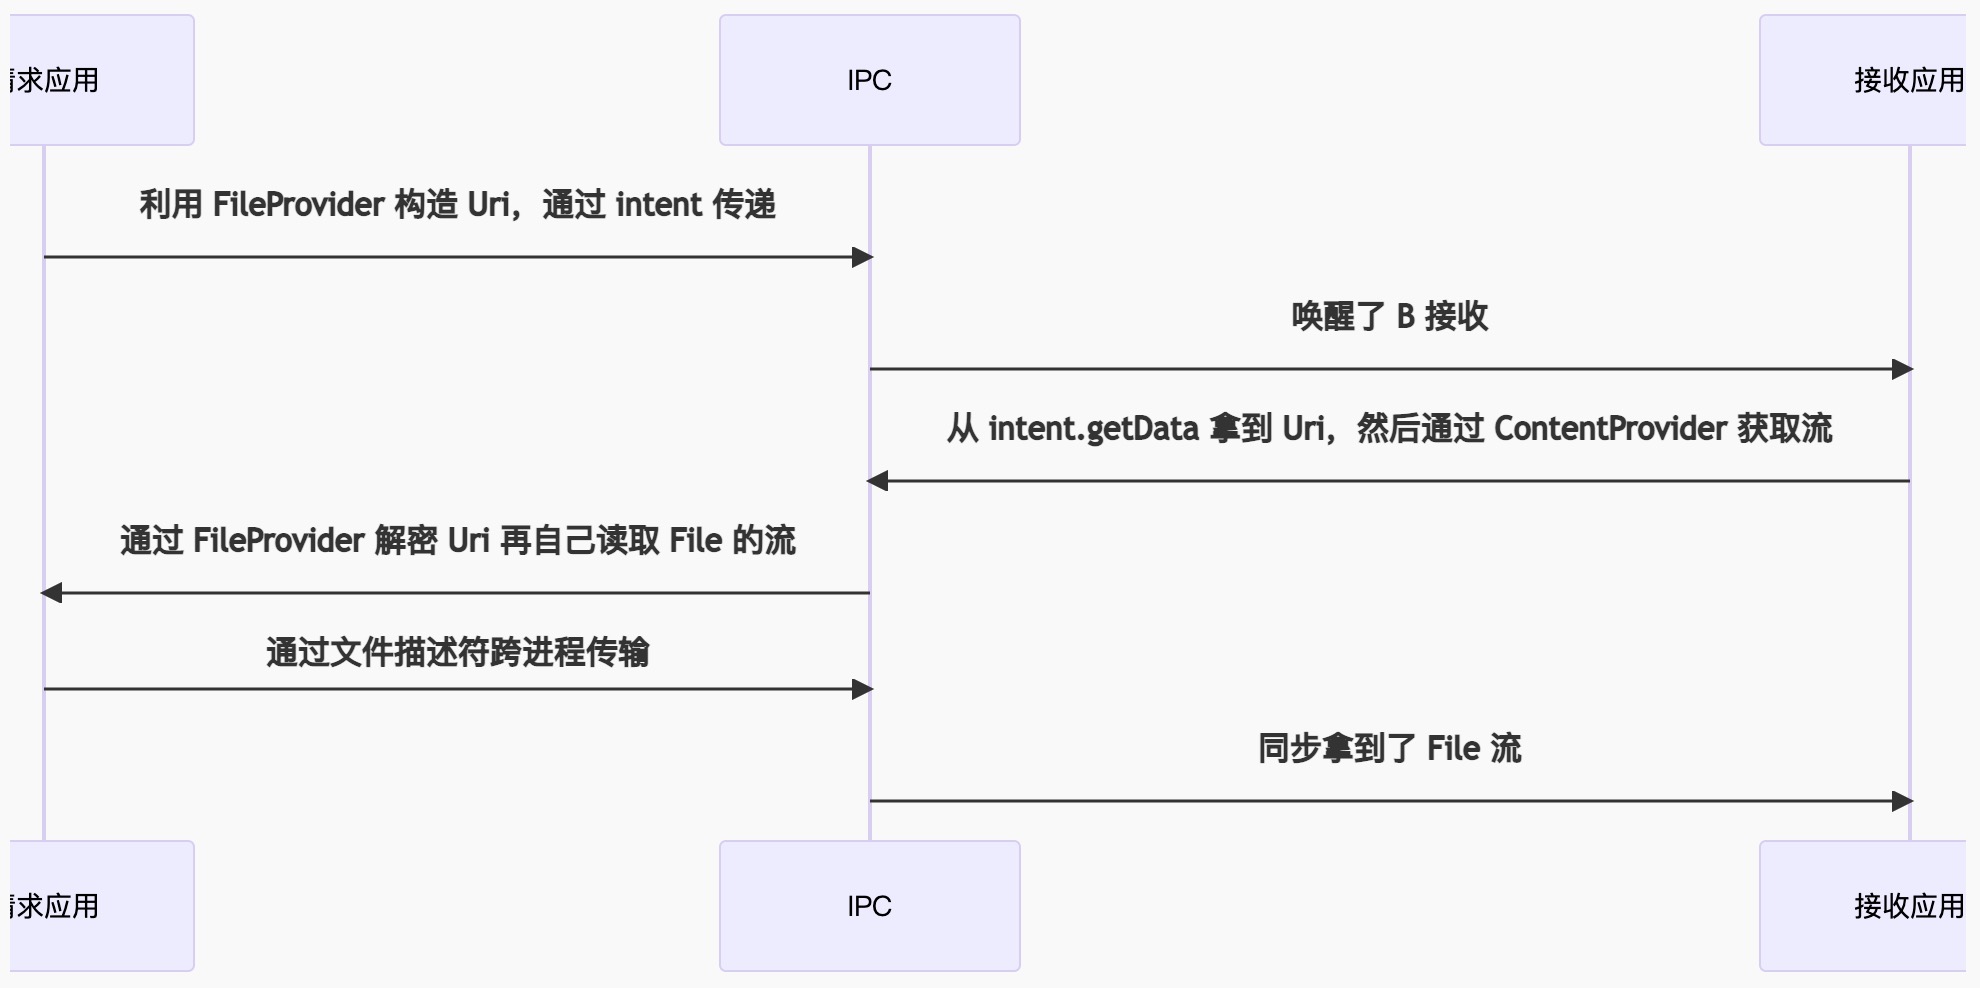 求应用
IPC
接收应用
利用 FileProvider 构造 Uri，通过 intent 传递
唤醒了 B 接收
从 intent.getData 拿到 Uri，然后通过 ContentProvider 获取流
通过 FileProvider 解密 Uri 再自己读取 File 的流
通过文件描述符跨进程传输
同步拿到了 File 流
求应用
IPC
接收应用